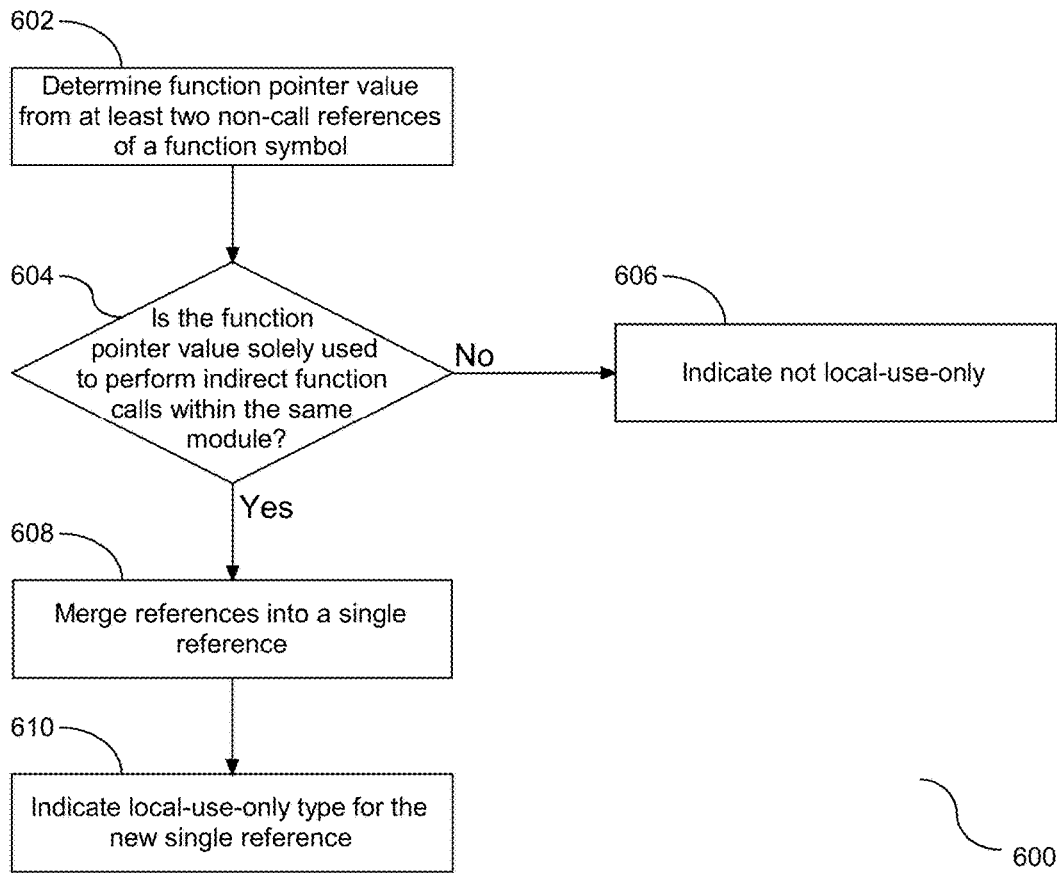 602
Determine function pointer value
from at least two non-call references
of a function symbol
604
Is the function
pointer value solely used
to perform indirect function
calls within the same
module?
No
606
Indicate not local-use-only
Yes
608
Merge references into a single
reference
610
Indicate local-use-only type for the
new single reference
600